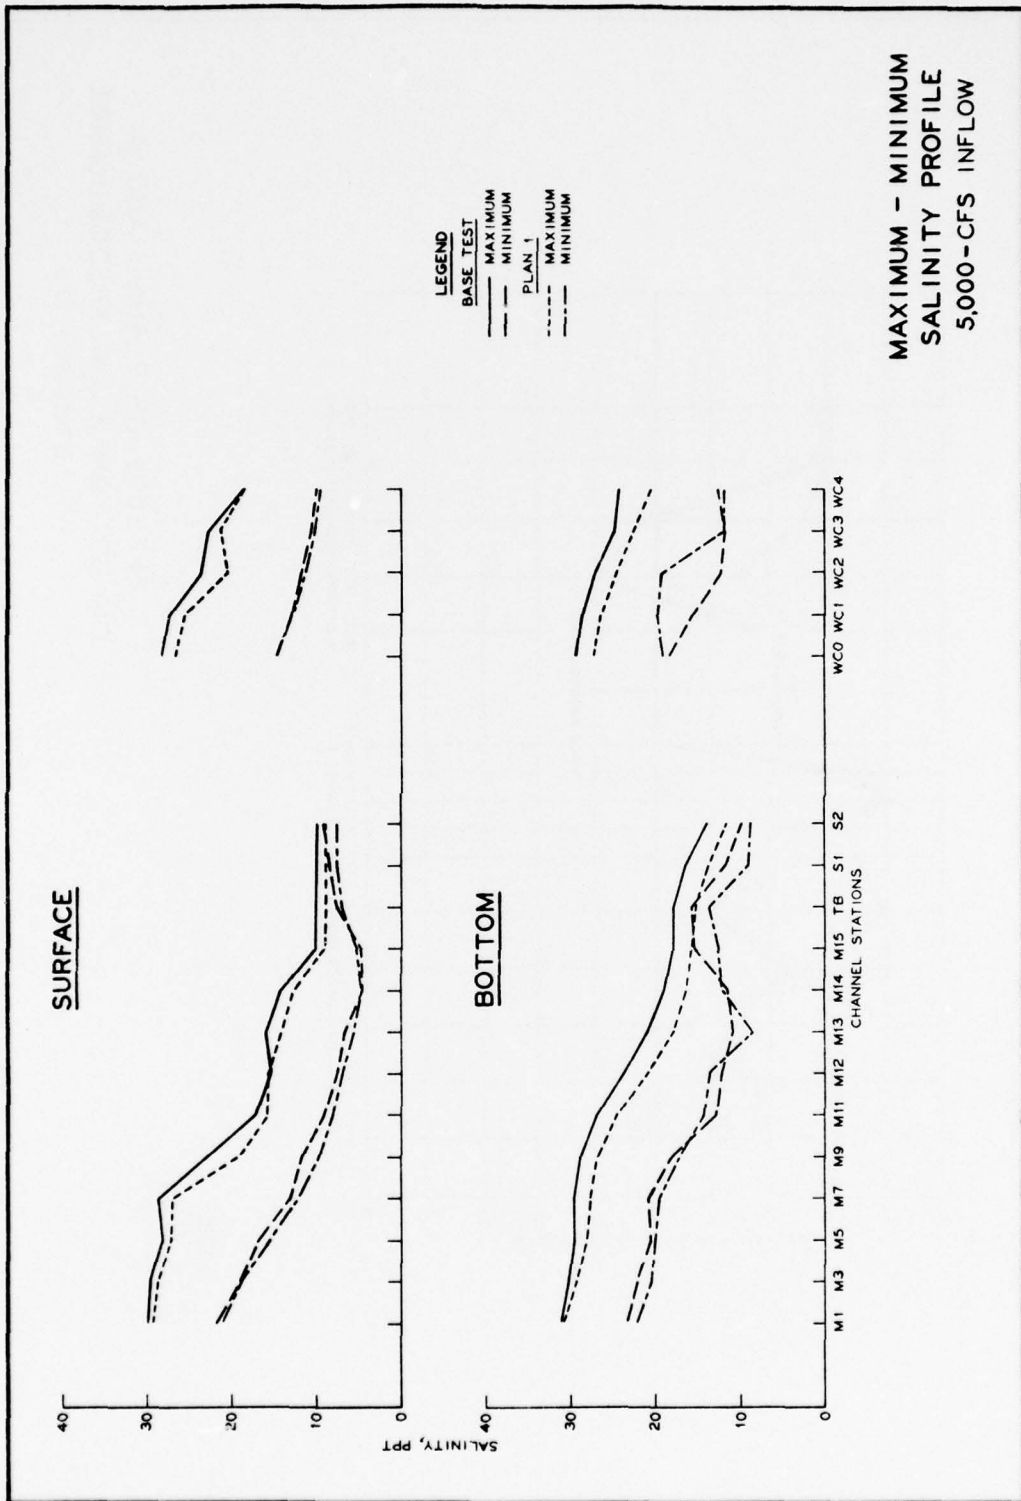 SURFACE
40
30
20
10
0
SALINITY, PPT
BOTTOM
40
30
20
10
0
M1 M3 M5 M7 M9 M11 M12 M13 M14 M15 TB S1 S2 WC0 WC1 WC2 WC3 WC4
CHANNEL STATIONS
LEGEND
BASE TEST
MAXIMUM
MINIMUM
PLAN 1
MAXIMUM
MINIMUM
MAXIMUM - MINIMUM
SALINITY PROFILE
5,000-CFS INFLOW